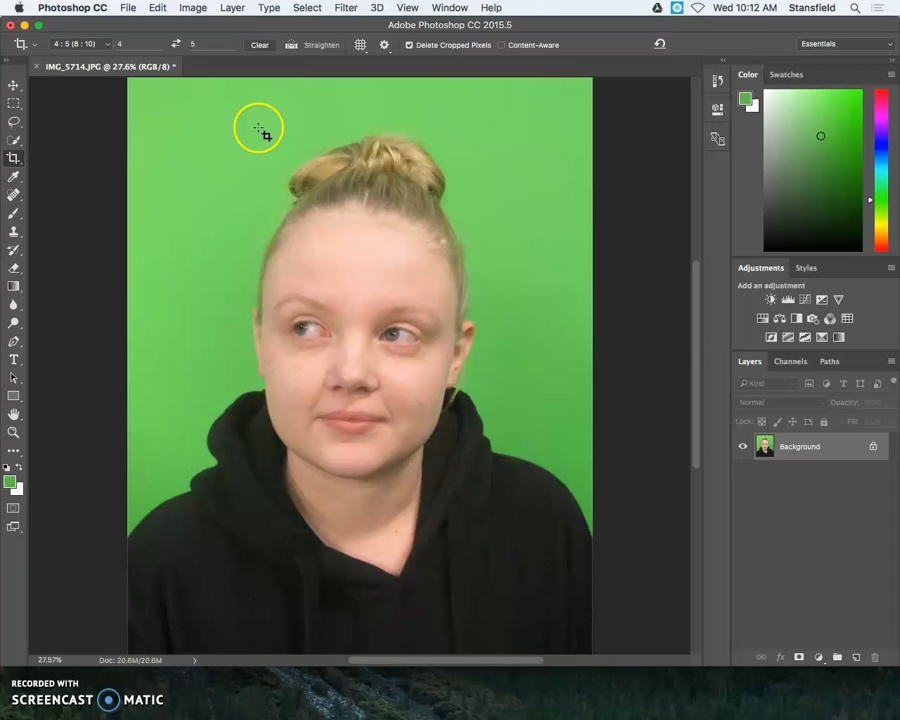 Photoshop CC File Edit Image Layer Type Select Filter 3D View Window Help Wed 10:12 AM Stansfield
Adobe Photoshop CC 2015.5
4 : 5 (8 : 10) 4 5 Clear Straighten Delete Cropped Pixels Content-Aware Essentials
IMG_5714.JPG @ 27.6% (RGB/8) *
Color Swatches
Adjustments Styles
Add an adjustment
Layers Channels Paths
Kind
Normal Opacity: 100%
Lock: Fill: 100%
Background
27.57% Doc: 20.6M/20.6M
RECORDED WITH
SCREENCAST MATIC